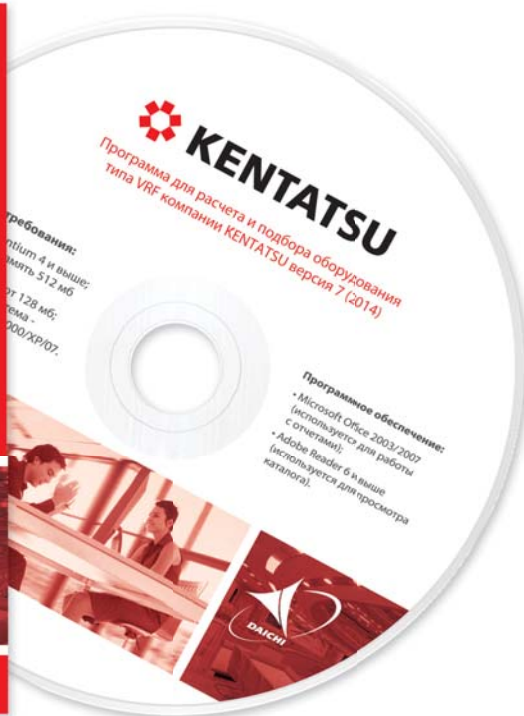 KENTATSU
Программа для расчета и подбора оборудования
типа VRF компании KENTATSU версия 7 (2014)
требования:
ntium 4 и выше;
память 512 мб
от 128 мб;
тема -
000/XP/07.
Программное обеспечение:
• Microsoft Office 2003/2007
(используется для работы
с отчетами);
• Adobe Reader 6 и выше
(используется для просмотра
каталога).
DAICHI